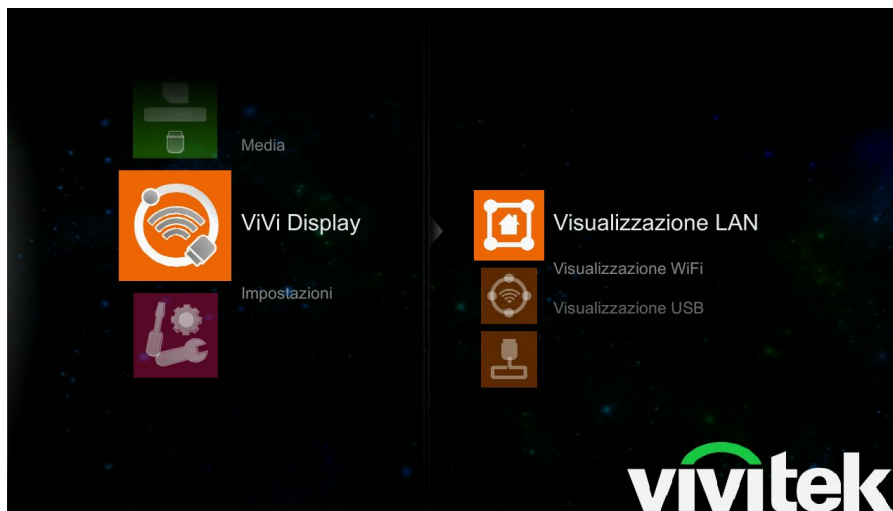 Media
ViVi Display
Impostazioni
Visualizzazione LAN
Visualizzazione WiFi
Visualizzazione USB
vivitek